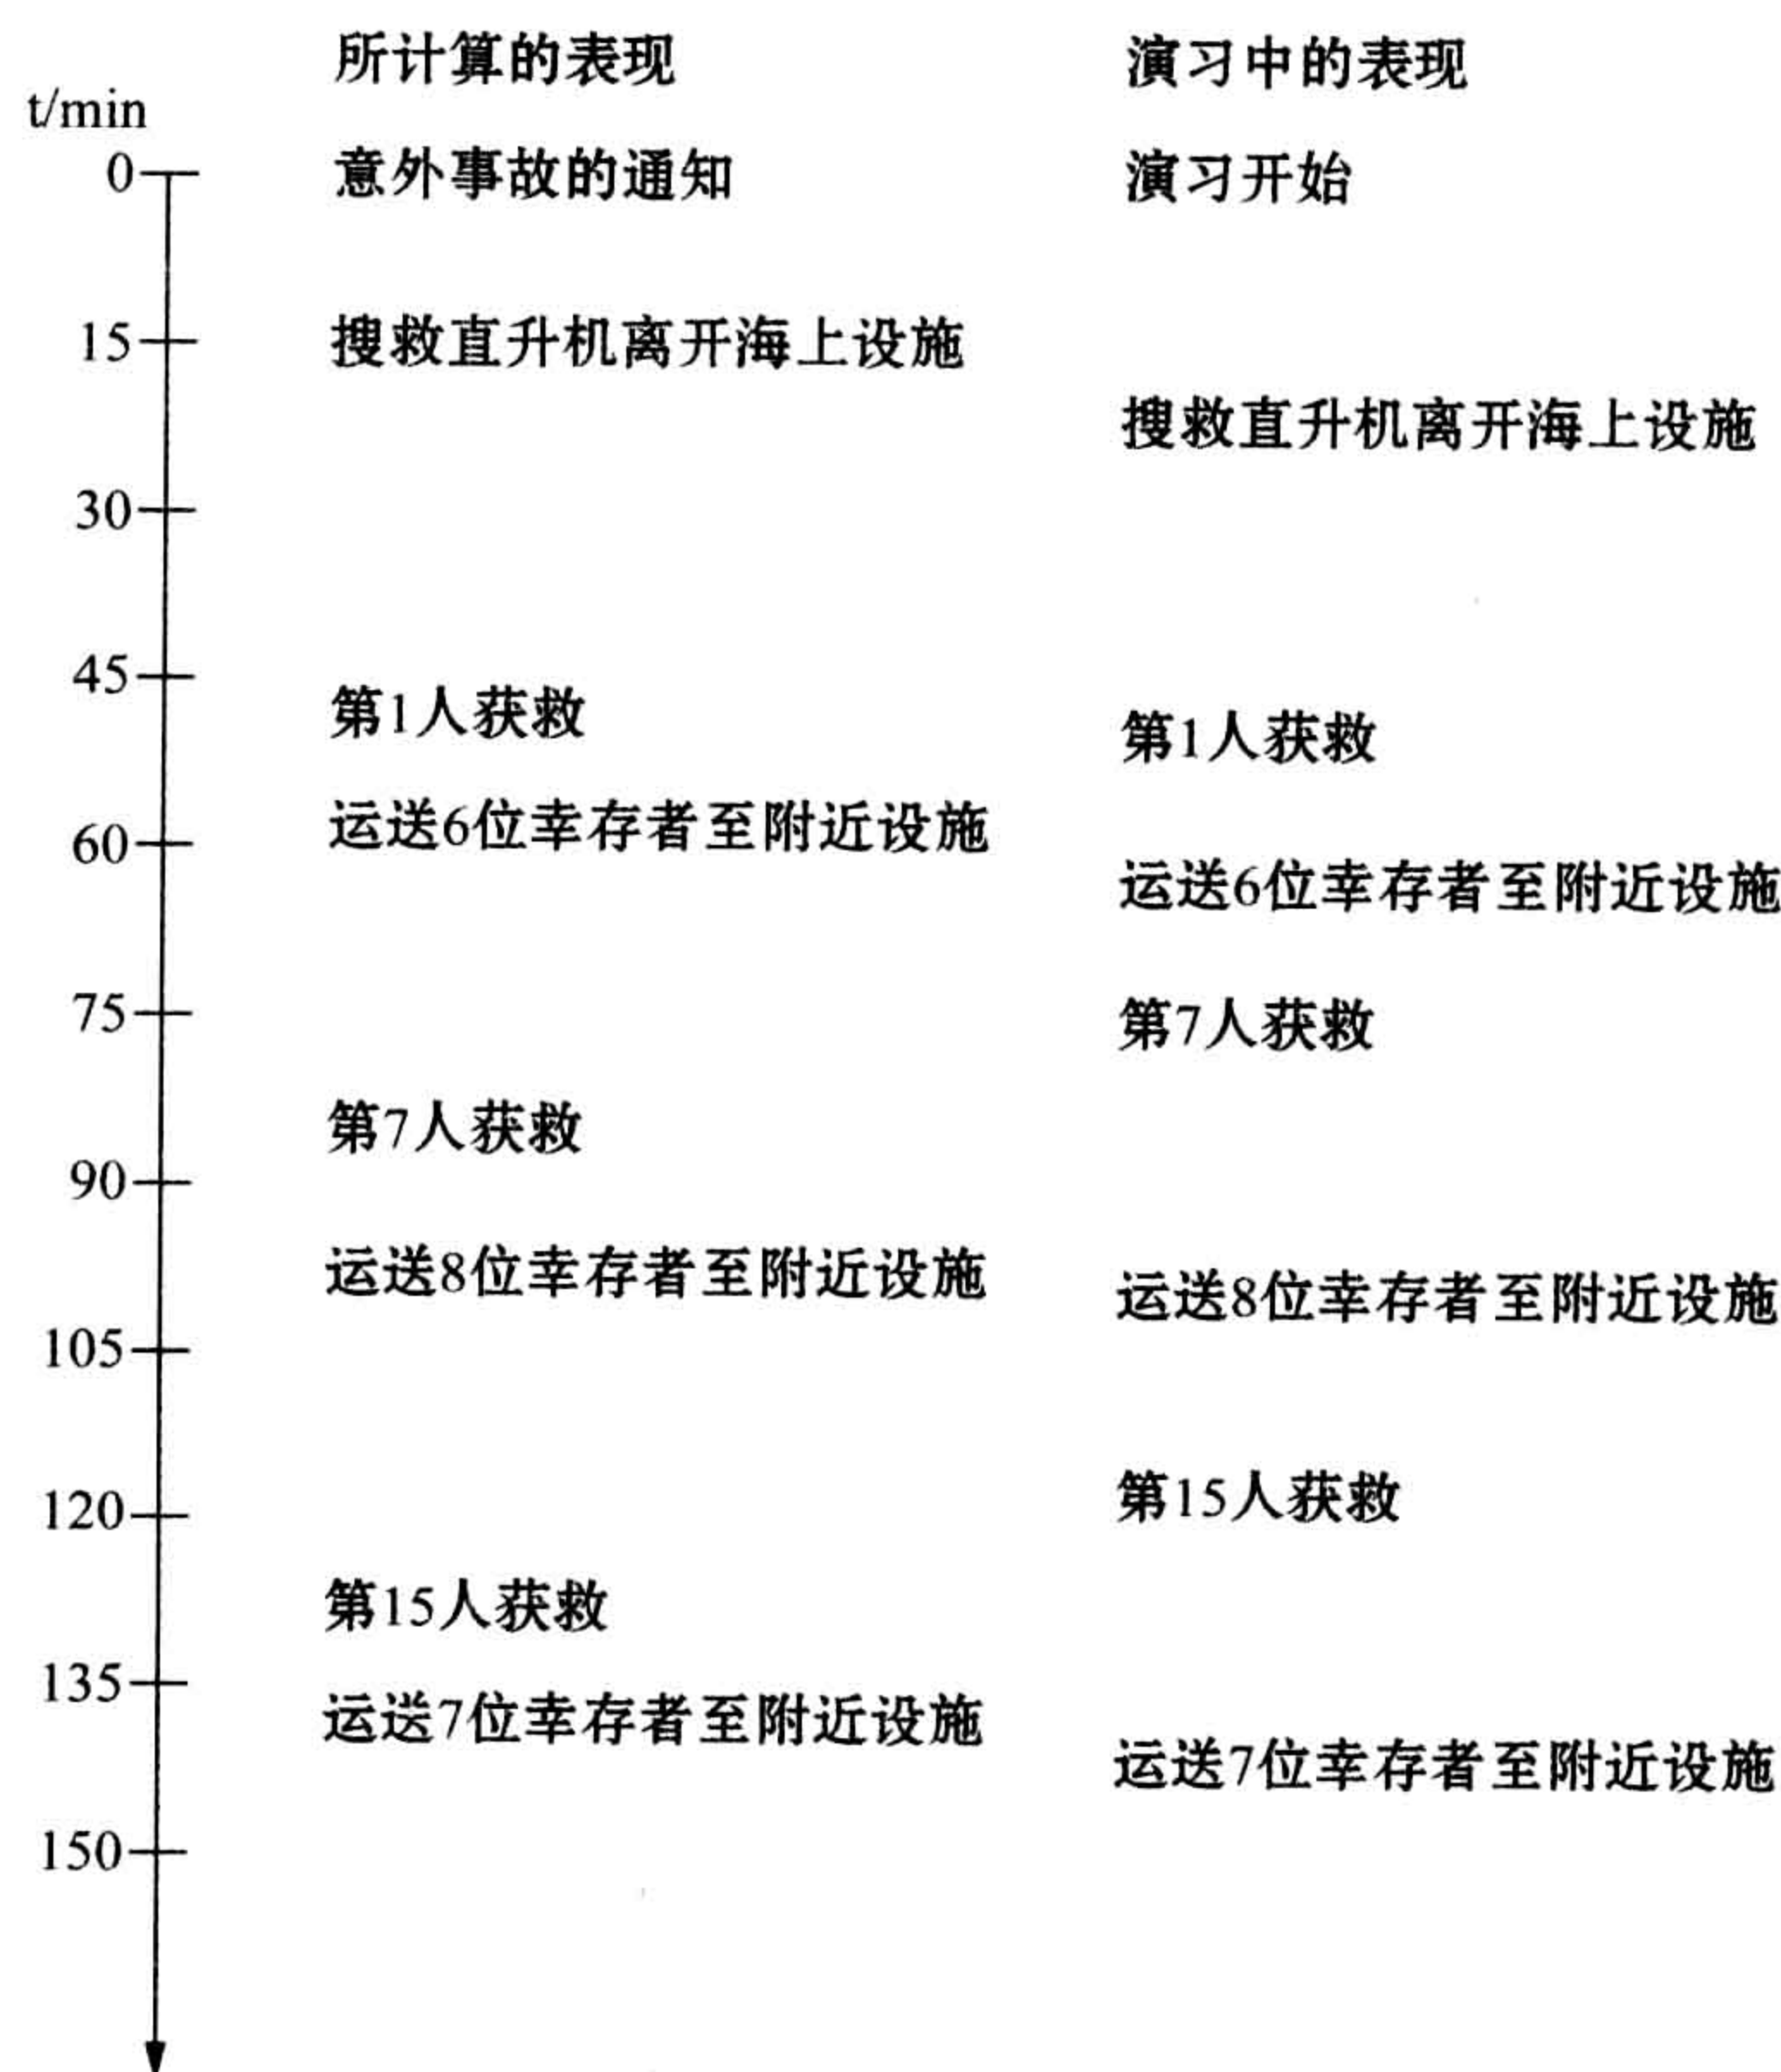 所计算的表现 演习中的表现
t/min
0 意外事故的通知 演习开始
15 搜救直升机离开海上设施
搜救直升机离开海上设施
30
45
第1人获救
第1人获救
运送6位幸存者至附近设施
60
运送6位幸存者至附近设施
75 第7人获救
第7人获救
90
运送8位幸存者至附近设施
运送8位幸存者至附近设施
105
第15人获救
120
第15人获救
135
运送7位幸存者至附近设施
运送7位幸存者至附近设施
150